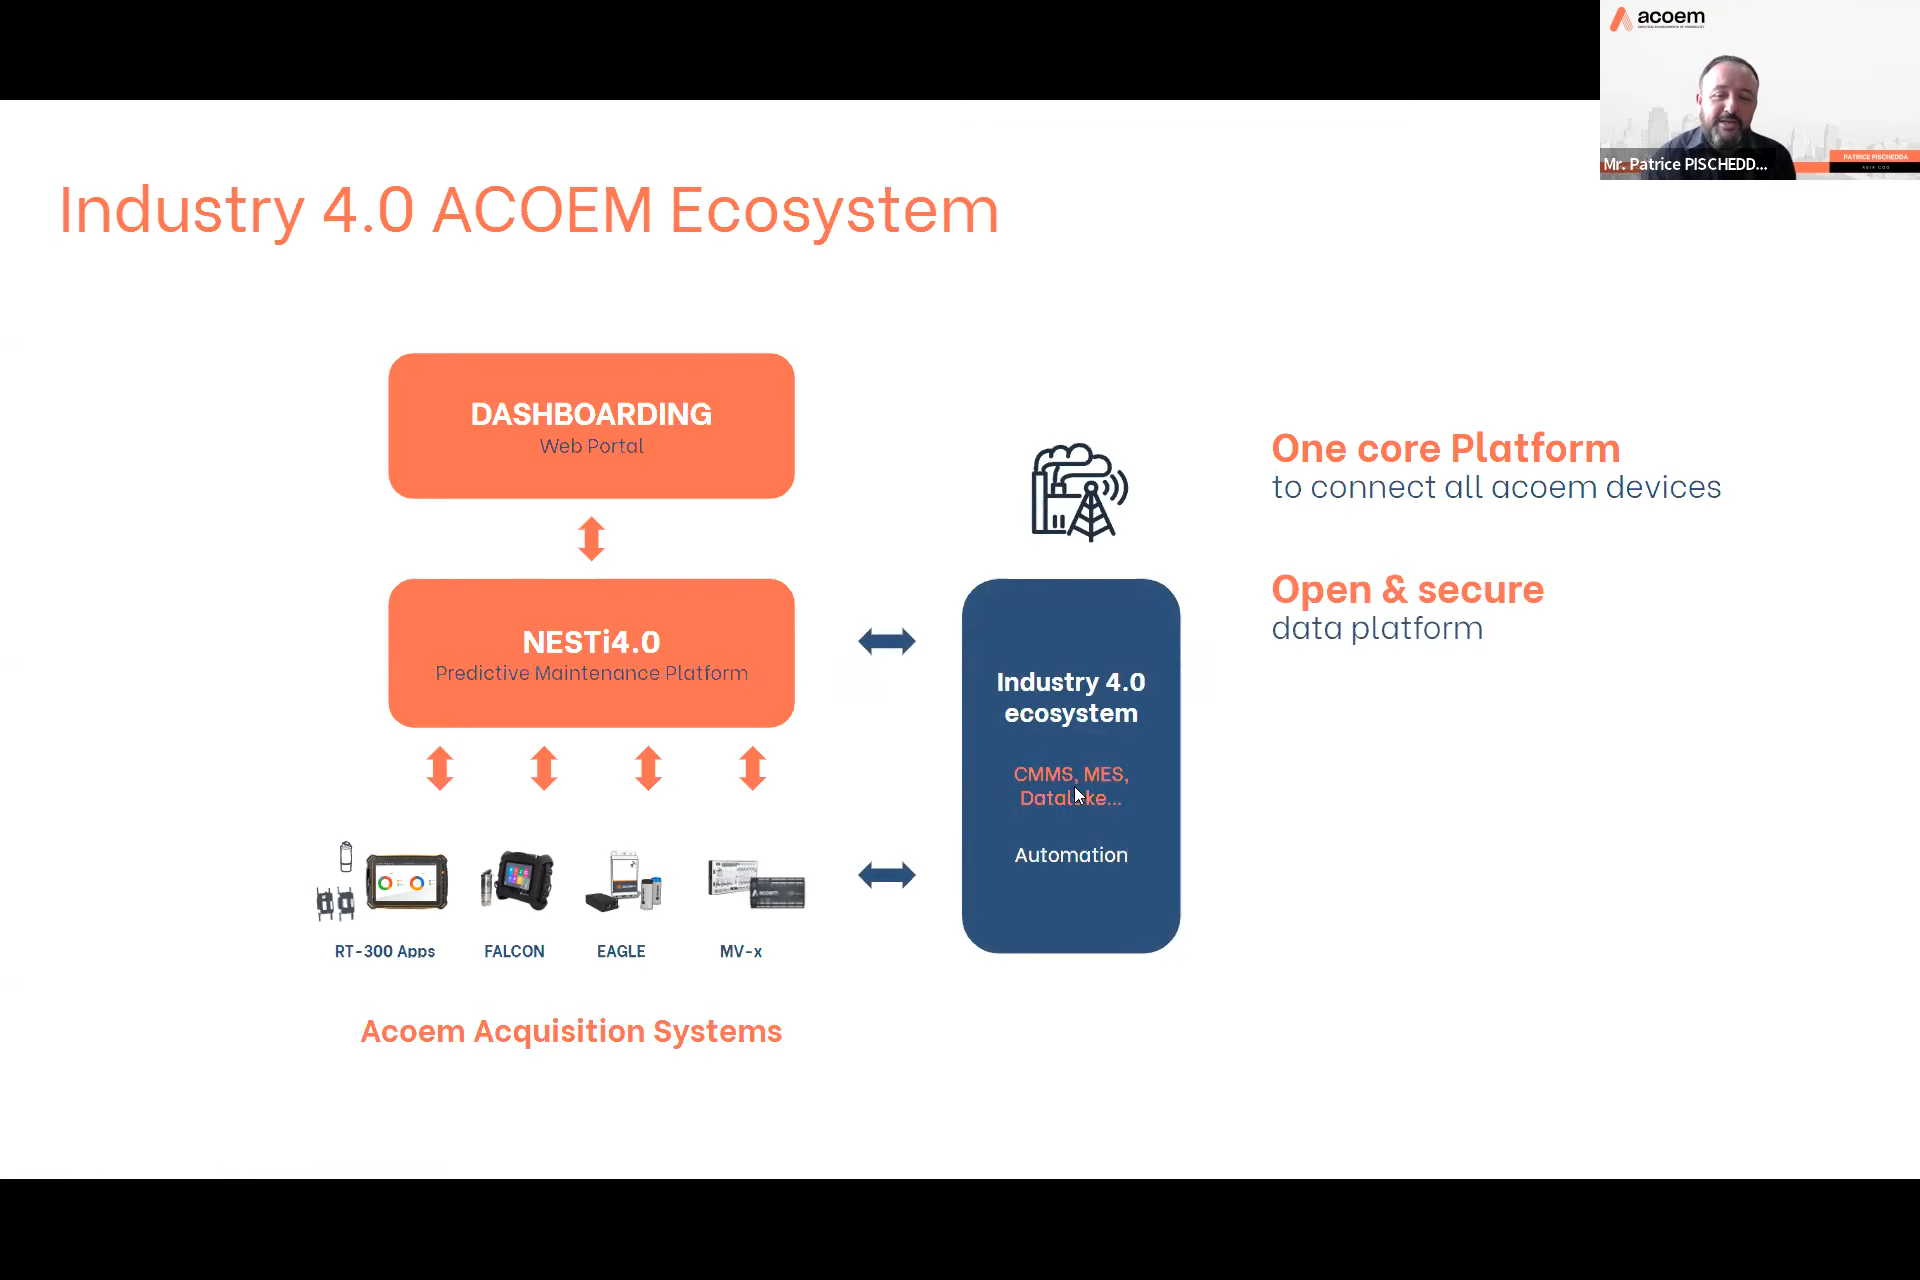 acoem
Mr. Patrice PISCHEDD...
PATRICE PISCHEDDA
ASIA COO
Industry 4.0 ACOEM Ecosystem
DASHBOARDING
Web Portal
NESTi4.0
Predictive Maintenance Platform
Industry 4.0
ecosystem
CMMS, MES,
Automation
One core Platform
to connect all acoem devices
Open & secure
data platform
RT-300 Apps
FALCON
EAGLE
MV-x
Acoem Acquisition Systems